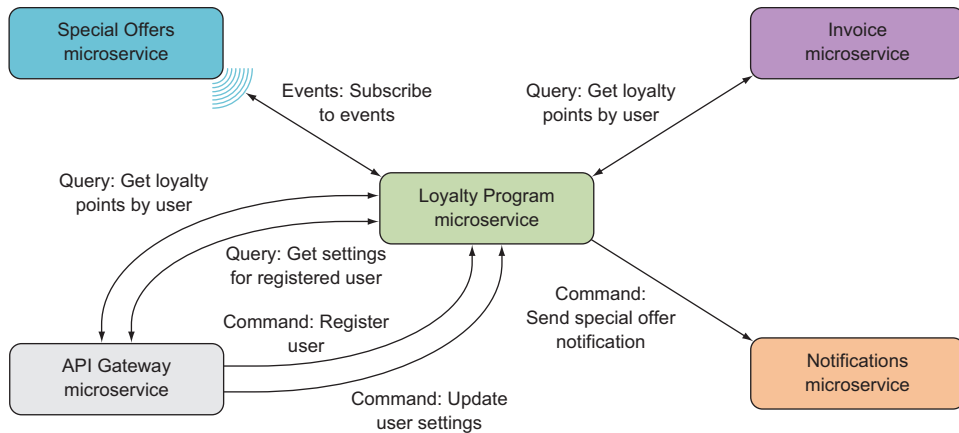 Special Offers
microservice
Invoice
microservice
Events: Subscribe
to events
Query: Get loyalty
points by user
Query: Get loyalty
points by user
Loyalty Program
microservice
Query: Get settings
for registered user
Command: Register
user
Command:
Send special offer
notification
API Gateway
microservice
Notifications
microservice
Command: Update
user settings